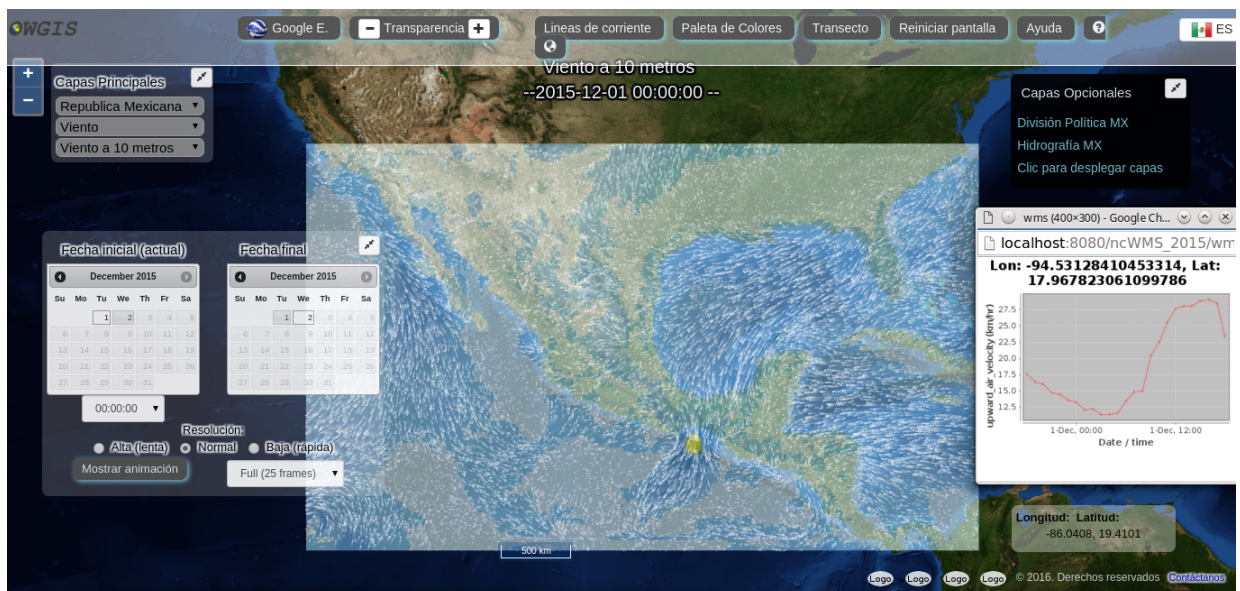 OWGIS
Google E.
− Transparencia +
Lineas de corriente
Paleta de Colores
Transecto
Reiniciar pantalla
Ayuda
?
ES
Viento a 10 metros
--2015-12-01 00:00:00 --
+
−
Capas Principales
Republica Mexicana
Viento
Viento a 10 metros
Capas Opcionales
División Política MX
Hidrografía MX
Clic para desplegar capas
Fecha inicial (actual)
December 2015
Su Mo Tu We Th Fr Sa
1 2 3 4 5
6 7 8 9 10 11 12
13 14 15 16 17 18 19
20 21 22 23 24 25 26
27 28 29 30 31
00:00:00
Fecha final
December 2015
Su Mo Tu We Th Fr Sa
1 2 3 4 5
6 7 8 9 10 11 12
13 14 15 16 17 18 19
20 21 22 23 24 25 26
27 28 29 30 31
Resolución:
Alta (lenta) Normal Baja (rápida)
Mostrar animación
Full (25 frames)
wms (400×300) - Google Ch...
localhost:8080/ncWMS_2015/wm
Lon: -94.53128410453314, Lat:
17.967823061099786
upward_air_velocity (km/hr)
27.5
25.0
22.5
20.0
17.5
15.0
12.5
1-Dec, 00:00 1-Dec, 12:00
Date / time
Longitud: Latitud:
-86.0408, 19.4101
500 km
Logo Logo Logo Logo © 2016. Derechos reservados Contáctanos